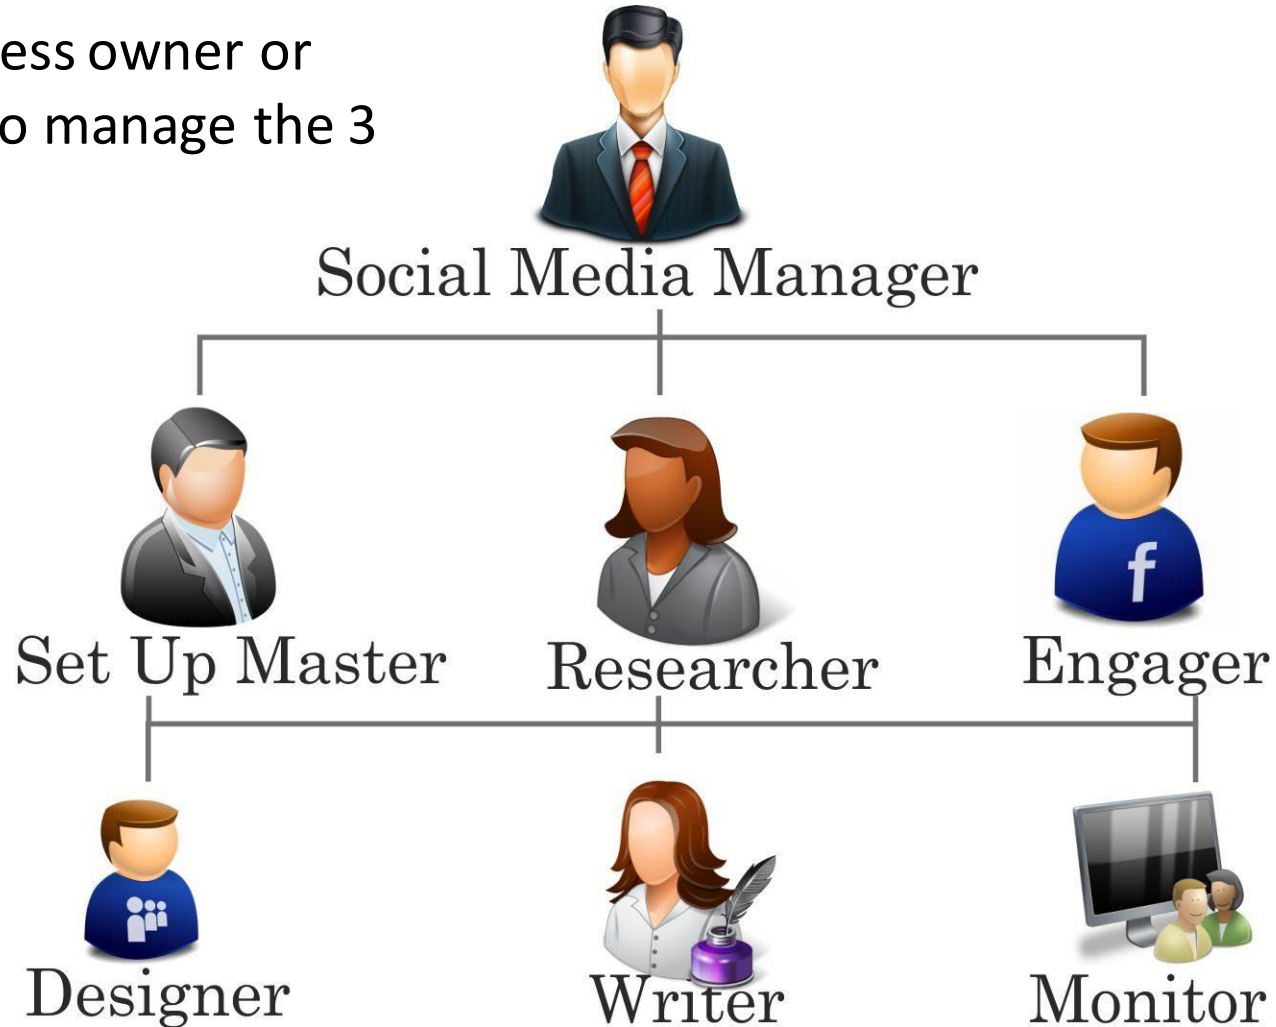 ess owner or
o manage the 3
Social Media Manager
Set Up Master Researcher Engager
f
Designer Writer Monitor